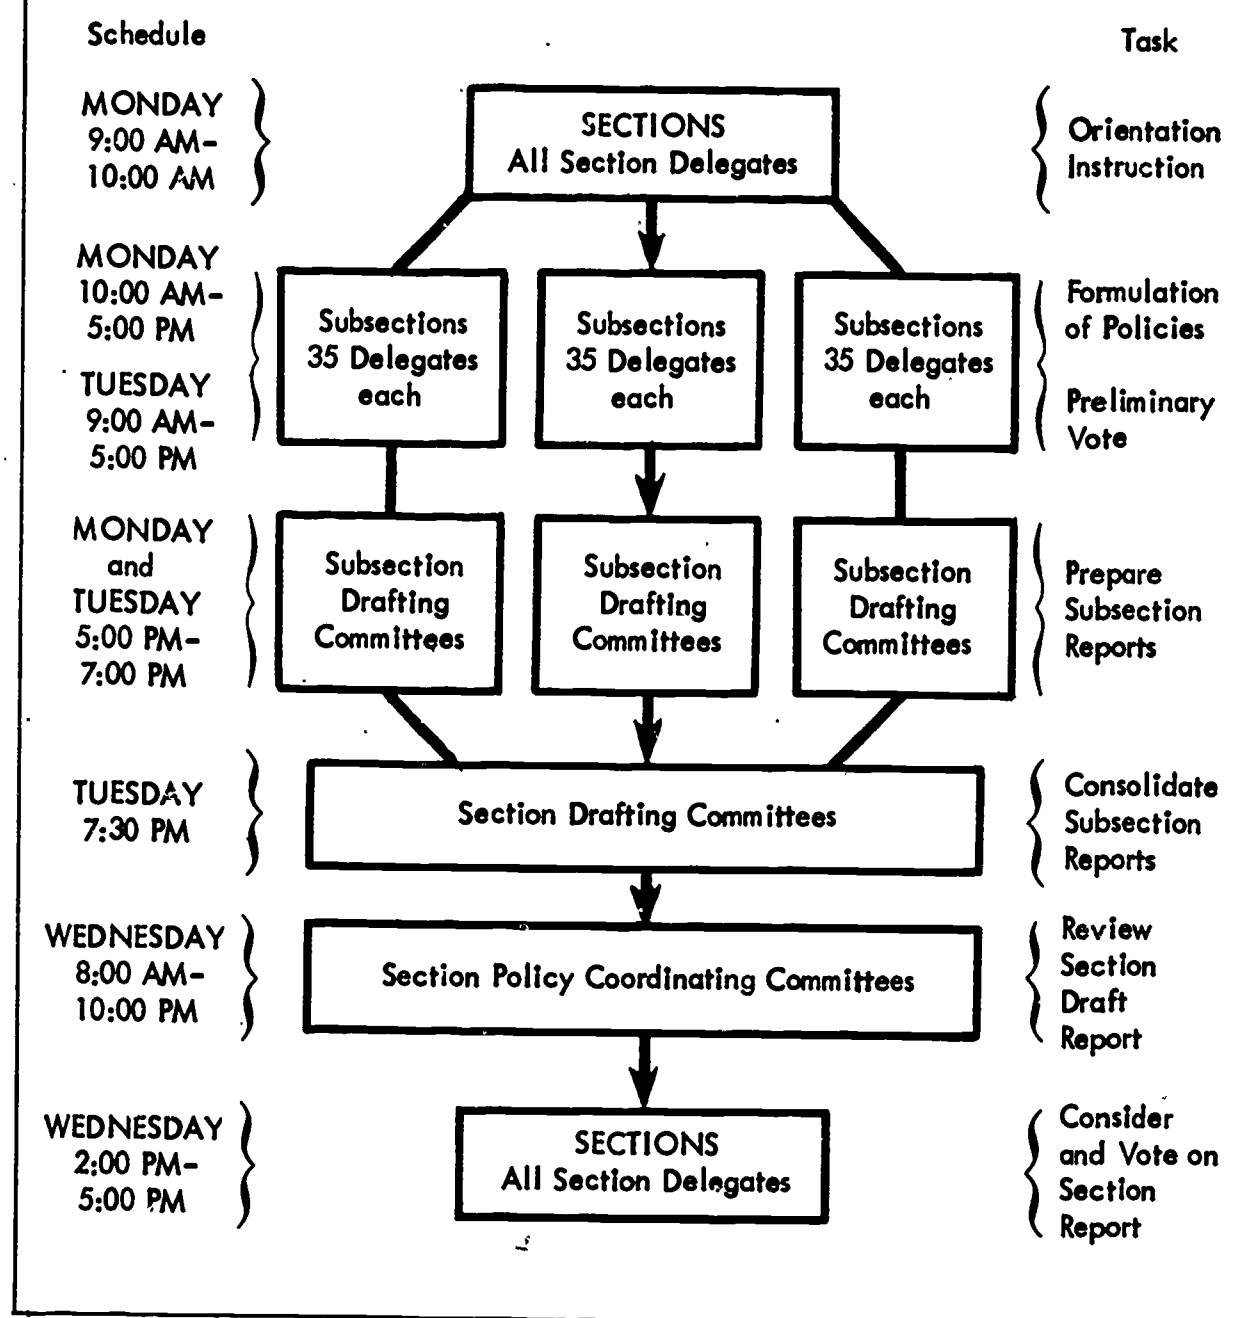 Schedule
Task
MONDAY
9:00 AM-
10:00 AM
SECTIONS
All Section Delegates
Orientation
Instruction
MONDAY
10:00 AM-
5:00 PM
TUESDAY
9:00 AM-
5:00 PM
Subsections
35 Delegates
each
Subsections
35 Delegates
each
Subsections
35 Delegates
each
Formulation
of Policies
Preliminary
Vote
MONDAY
and
TUESDAY
5:00 PM-
7:00 PM
Subsection
Drafting
Committees
Subsection
Drafting
Committees
Subsection
Drafting
Committees
Prepare
Subsection
Reports
TUESDAY
7:30 PM
Section Drafting Committees
Consolidate
Subsection
Reports
WEDNESDAY
8:00 AM-
10:00 PM
Section Policy Coordinating Committees
Review
Section
Draft
Report
WEDNESDAY
2:00 PM-
5:00 PM
SECTIONS
All Section Delegates
Consider
and Vote on
Section
Report